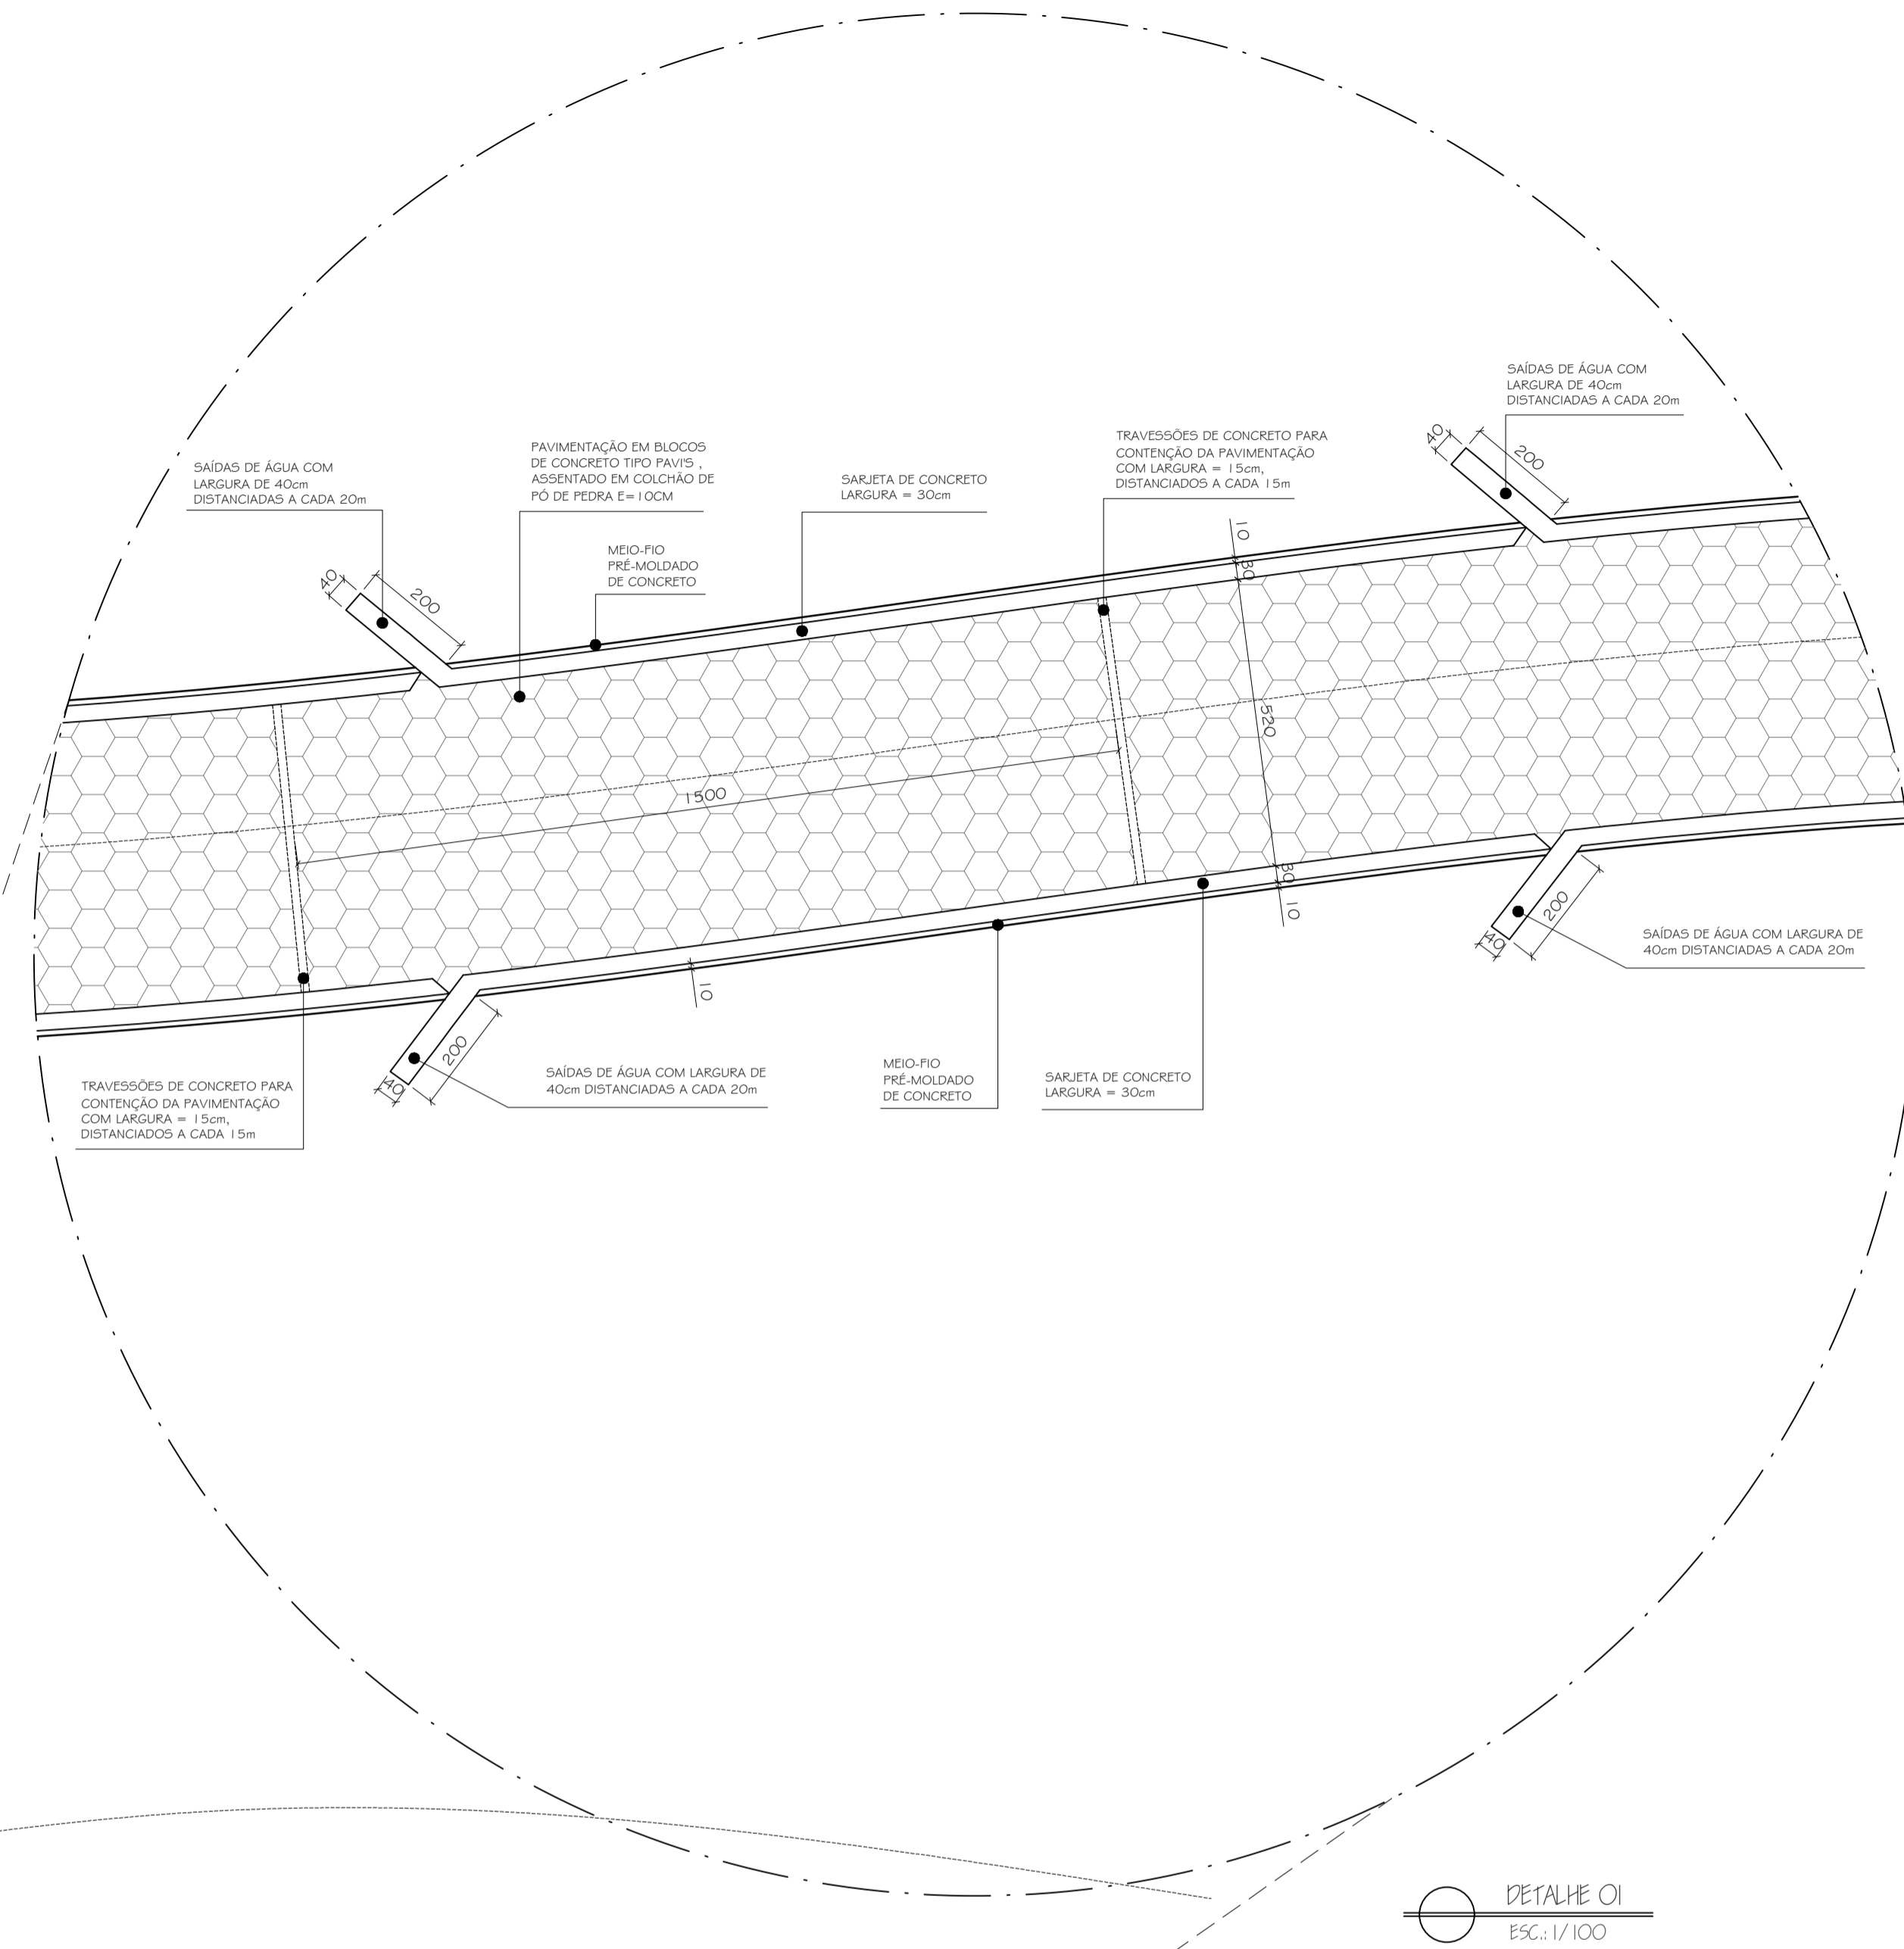 SAÍDAS DE ÁGUA COM
LARGURA DE 40cm
DISTANCIADAS A CADA 20m
40
200
TRAVESSÕES DE CONCRETO PARA
CONTENÇÃO DA PAVIMENTAÇÃO
COM LARGURA = 15cm,
DISTANCIADOS A CADA 15m
PAVIMENTAÇÃO EM BLOCOS
DE CONCRETO TIPO PAVI'S ,
ASSENTADO EM COLCHÃO DE
PÓ DE PEDRA E=10CM
SARJETA DE CONCRETO
LARGURA = 30cm
SAÍDAS DE ÁGUA COM
LARGURA DE 40cm
DISTANCIADAS A CADA 20m
MEIO-FIO
PRÉ-MOLDADO
DE CONCRETO
40
200
10
30
520
30
10
1500
10
200
40
200
40
SAÍDAS DE ÁGUA COM LARGURA DE
40cm DISTANCIADAS A CADA 20m
SAÍDAS DE ÁGUA COM LARGURA DE
40cm DISTANCIADAS A CADA 20m
MEIO-FIO
PRÉ-MOLDADO
DE CONCRETO
SARJETA DE CONCRETO
LARGURA = 30cm
TRAVESSÕES DE CONCRETO PARA
CONTENÇÃO DA PAVIMENTAÇÃO
COM LARGURA = 15cm,
DISTANCIADOS A CADA 15m
DETALHE 01
ESC.: 1/100